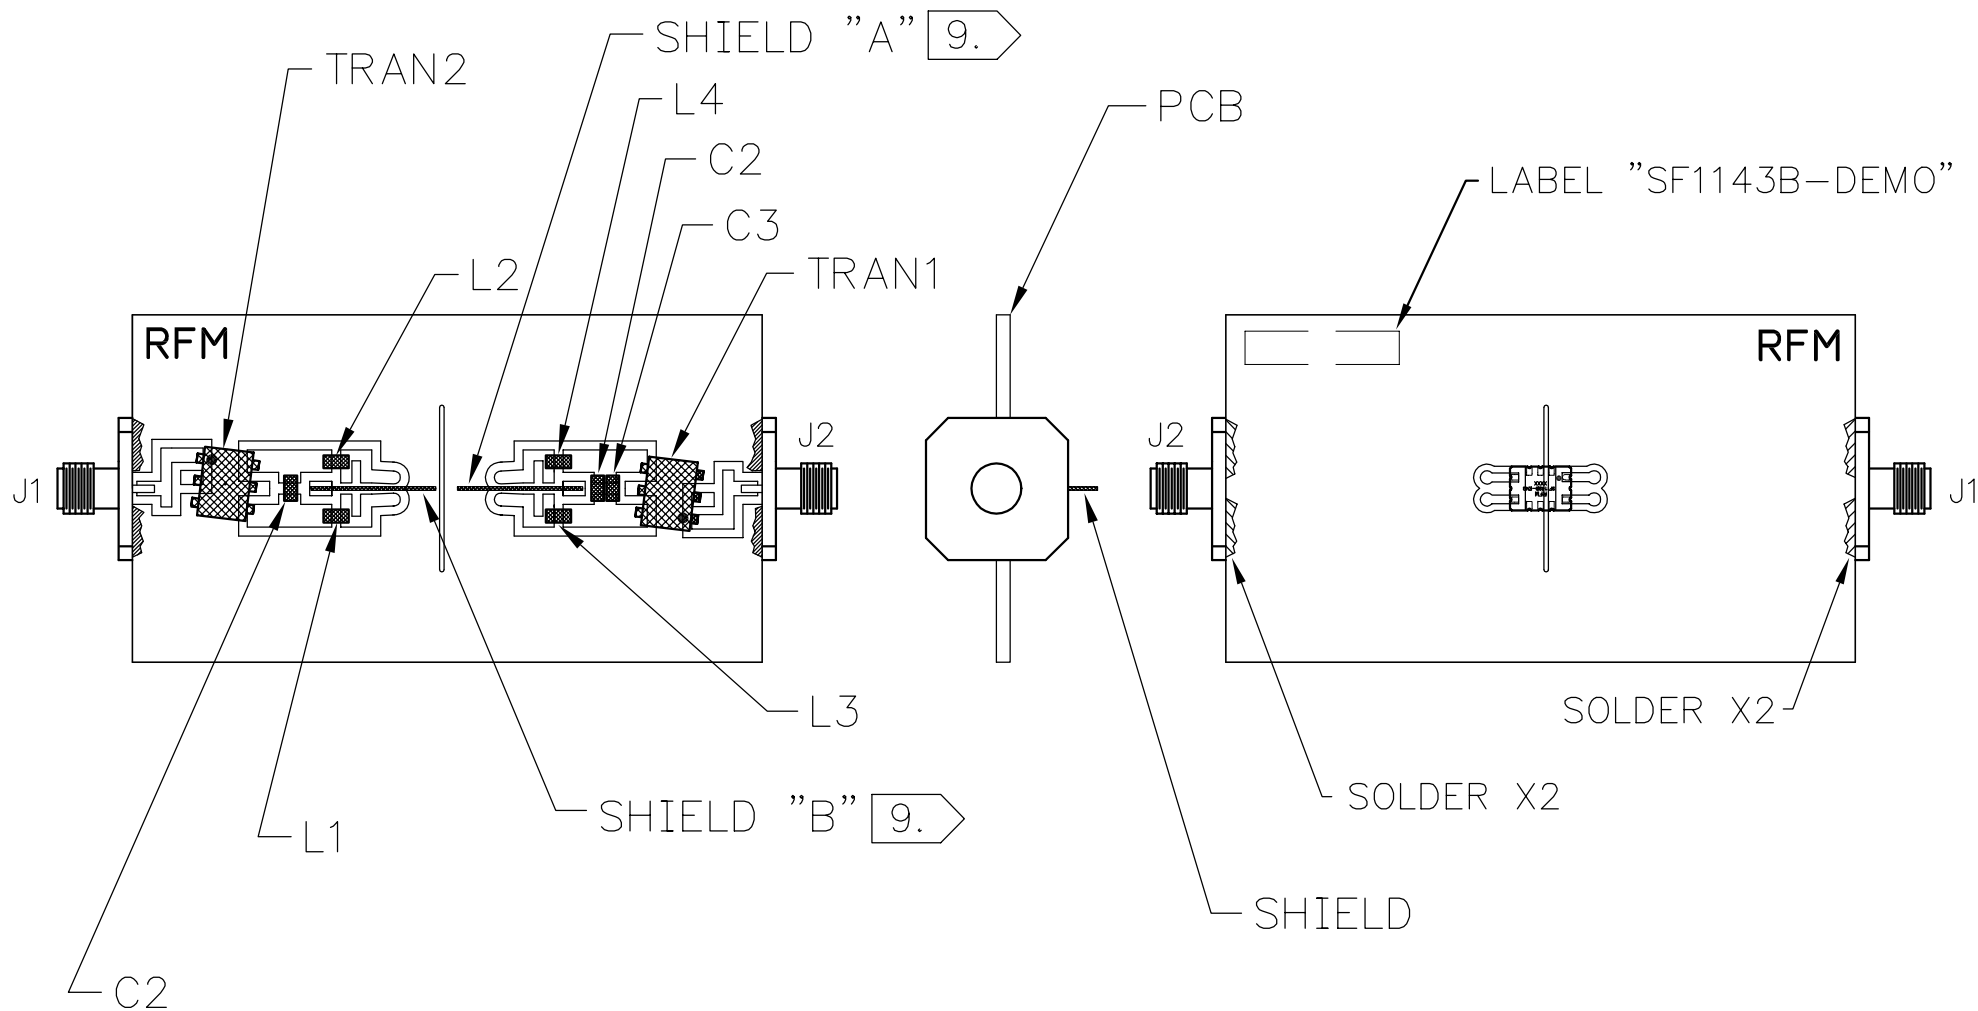 SHIELD "A" 9.
TRAN2
L4
PCB
C2
LABEL "SF1143B-DEMO"
C3
L2
TRAN1
RFM
RFM
J2
J2
J1
J1
L3
SOLDER X2
SOLDER X2
SHIELD "B" 9.
L1
SHIELD
C2